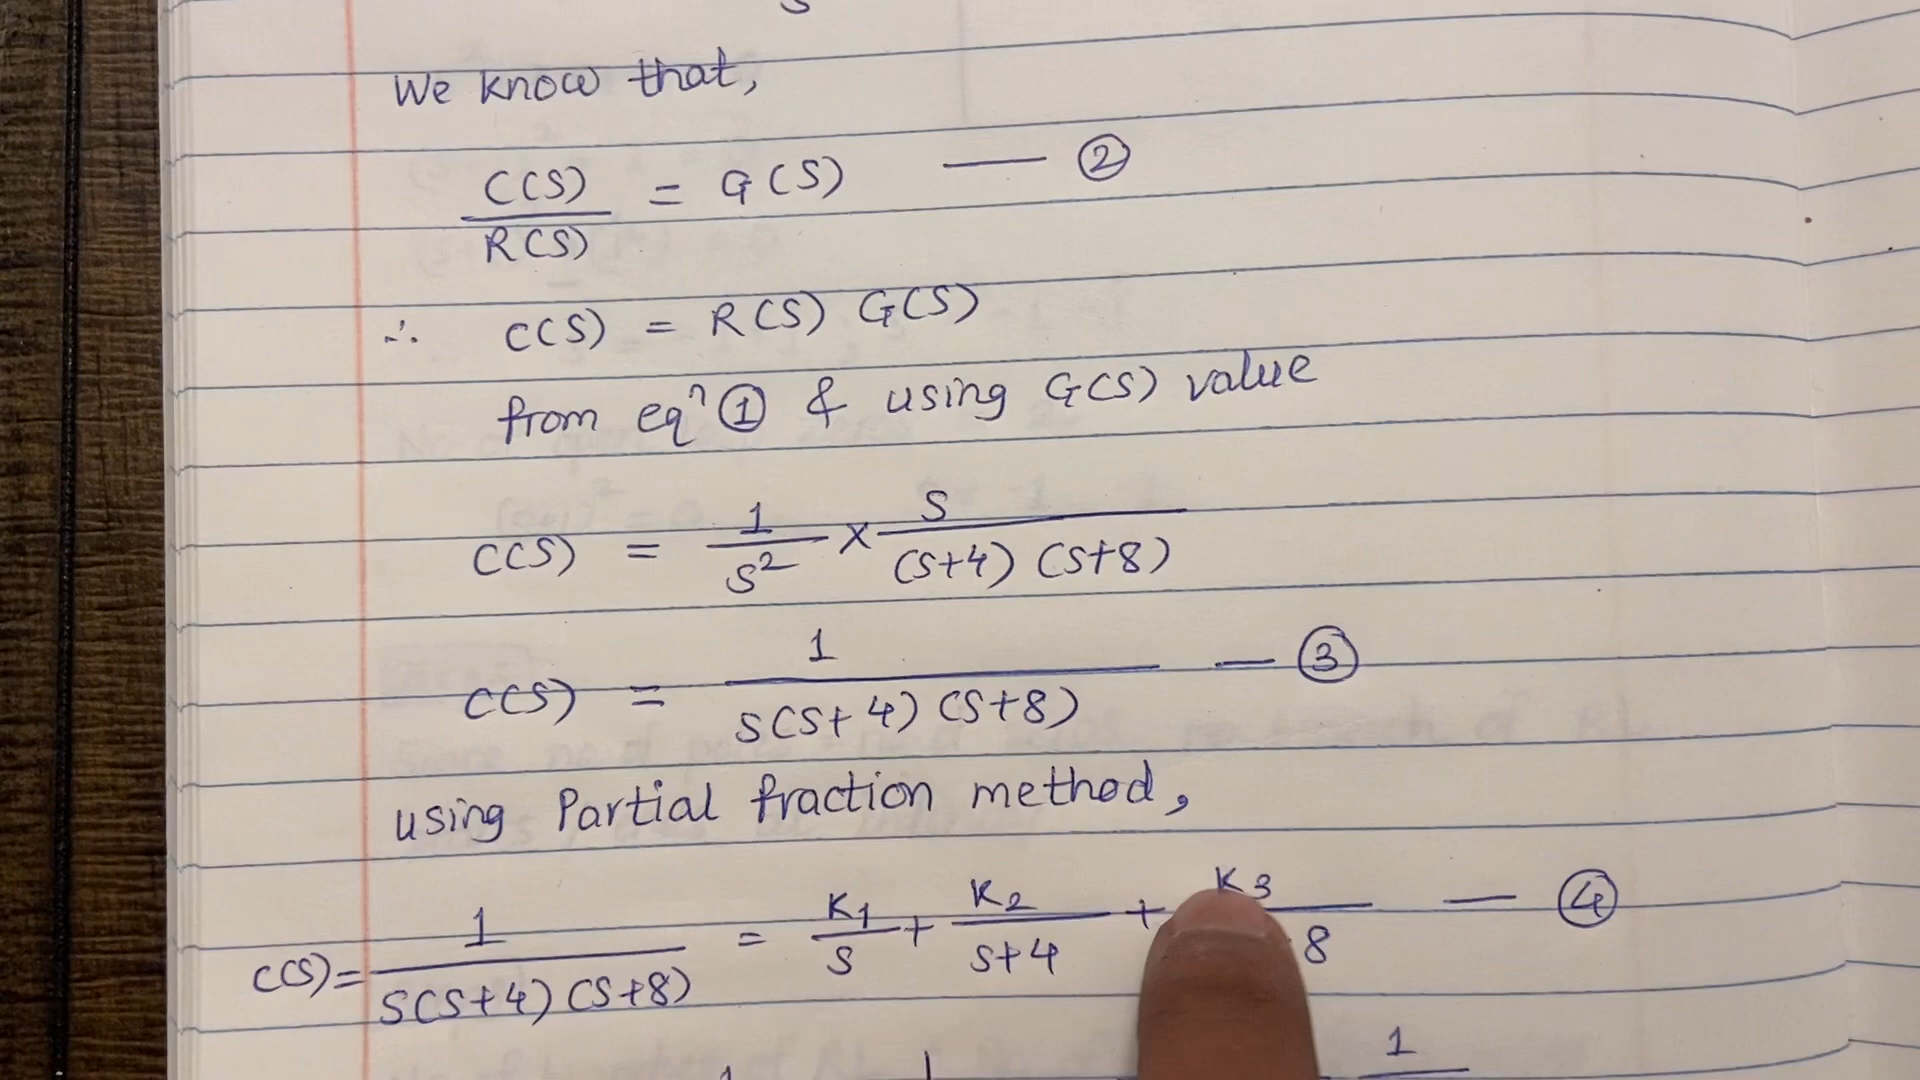 We know that,
C(S)/R(S) = G(S) — ②
∴ C(S) = R(S) G(S)
from eqⁿ ① & using G(S) value
C(S) = 1/S² × S/((S+4)(S+8))
C(S) = 1/(S(S+4)(S+8)) — ③
using Partial fraction method,
C(S) = 1/(S(S+4)(S+8)) = K1/S + K2/(S+4) + K3/ 8 — ④
1